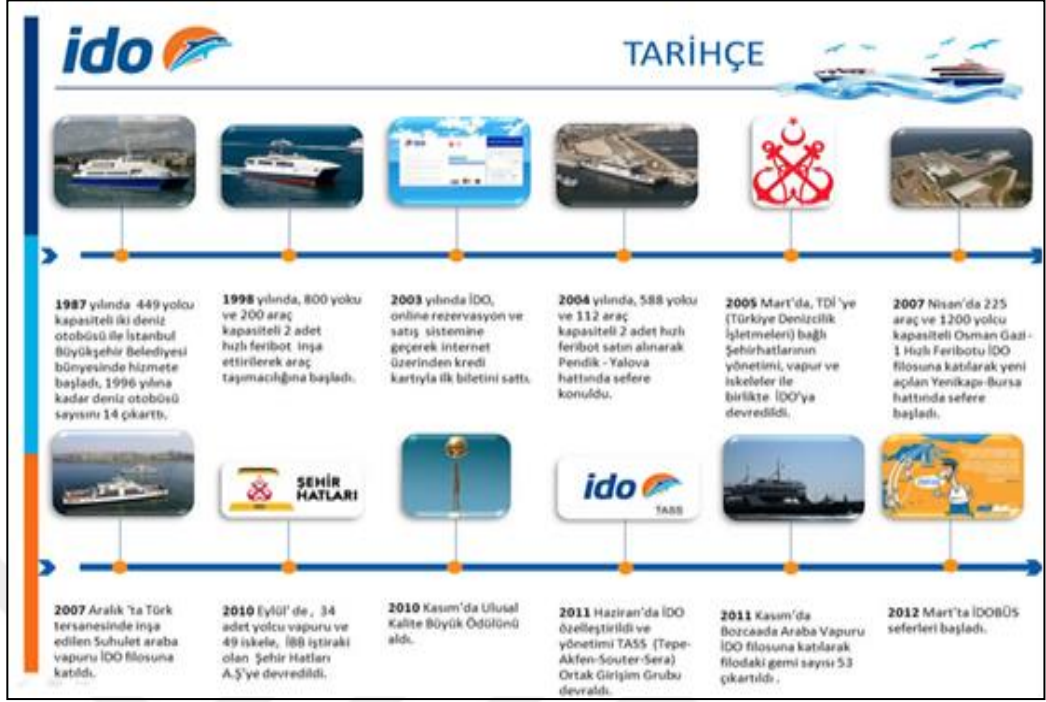 ido
TARİHÇE
1987 yılında 449 yolcu
kapasiteli iki deniz
otobüsü ile İstanbul
Büyükşehir Belediyesi
bünyesinde hizmete
başladı, 1996 yılına
kadar deniz otobüsü
sayısını 14 çıkarttı.
1998 yılında, 800 yoku
ve 200 araç
kapasiteli 2 adet
hızlı feribot inşa
ettirilerek araç
taşımacılığına başladı.
2003 yılında İDO,
online rezervasyon ve
satış sistemine
geçerek internet
üzerinden kredi
kartıyla ilk biletini sattı.
2004 yılında, 588 yoku
ve 112 araç
kapasiteli 2 adet hızlı
feribot satın alınarak
Pendik - Yalova
hattında sefere
konuldu.
2005 Mart'da, TDİ 'ye
(Türkiye Denizcilik
İşletmeleri) bağlı
Şehirhatlarının
yönetimi, vapur ve
iskeleler ile
birlikte İDO'ya
devredildi.
2007 Nisan'da 225
araç ve 1200 yolcu
kapasiteli Osman Gazi -
1 Hızlı Feribotu İDO
filosuna katılarak yeni
açılan Yenikapı-Bursa
hattında sefere
başladı.
ŞEHİR
HATLARI
ido
TASS
2007 Aralık 'ta Türk
tersanesinde inşa
edilen Suhulet araba
vapuru İDO filosuna
katıldı.
2010 Eylül' de , 34
adet yolcu vapuru ve
49 iskele, İBB iştiraki
olan Şehir Hatları
A.Ş'ye devredildi.
2010 Kasım'da Ulusal
Kalite Büyük Ödülünü
aldı.
2011 Haziran'da İDO
özelleştirildi ve
yönetimi TASS (Tepe-
Akfen-Souter-Sera)
Ortak Girişim Grubu
devraldı.
2011 Kasım'da
Bozcaada Araba Vapuru
İDO filosuna katılarak
filodaki gemi sayısı 53
çıkartıldı .
2012 Mart'ta İDOBÜS
seferleri başladı.